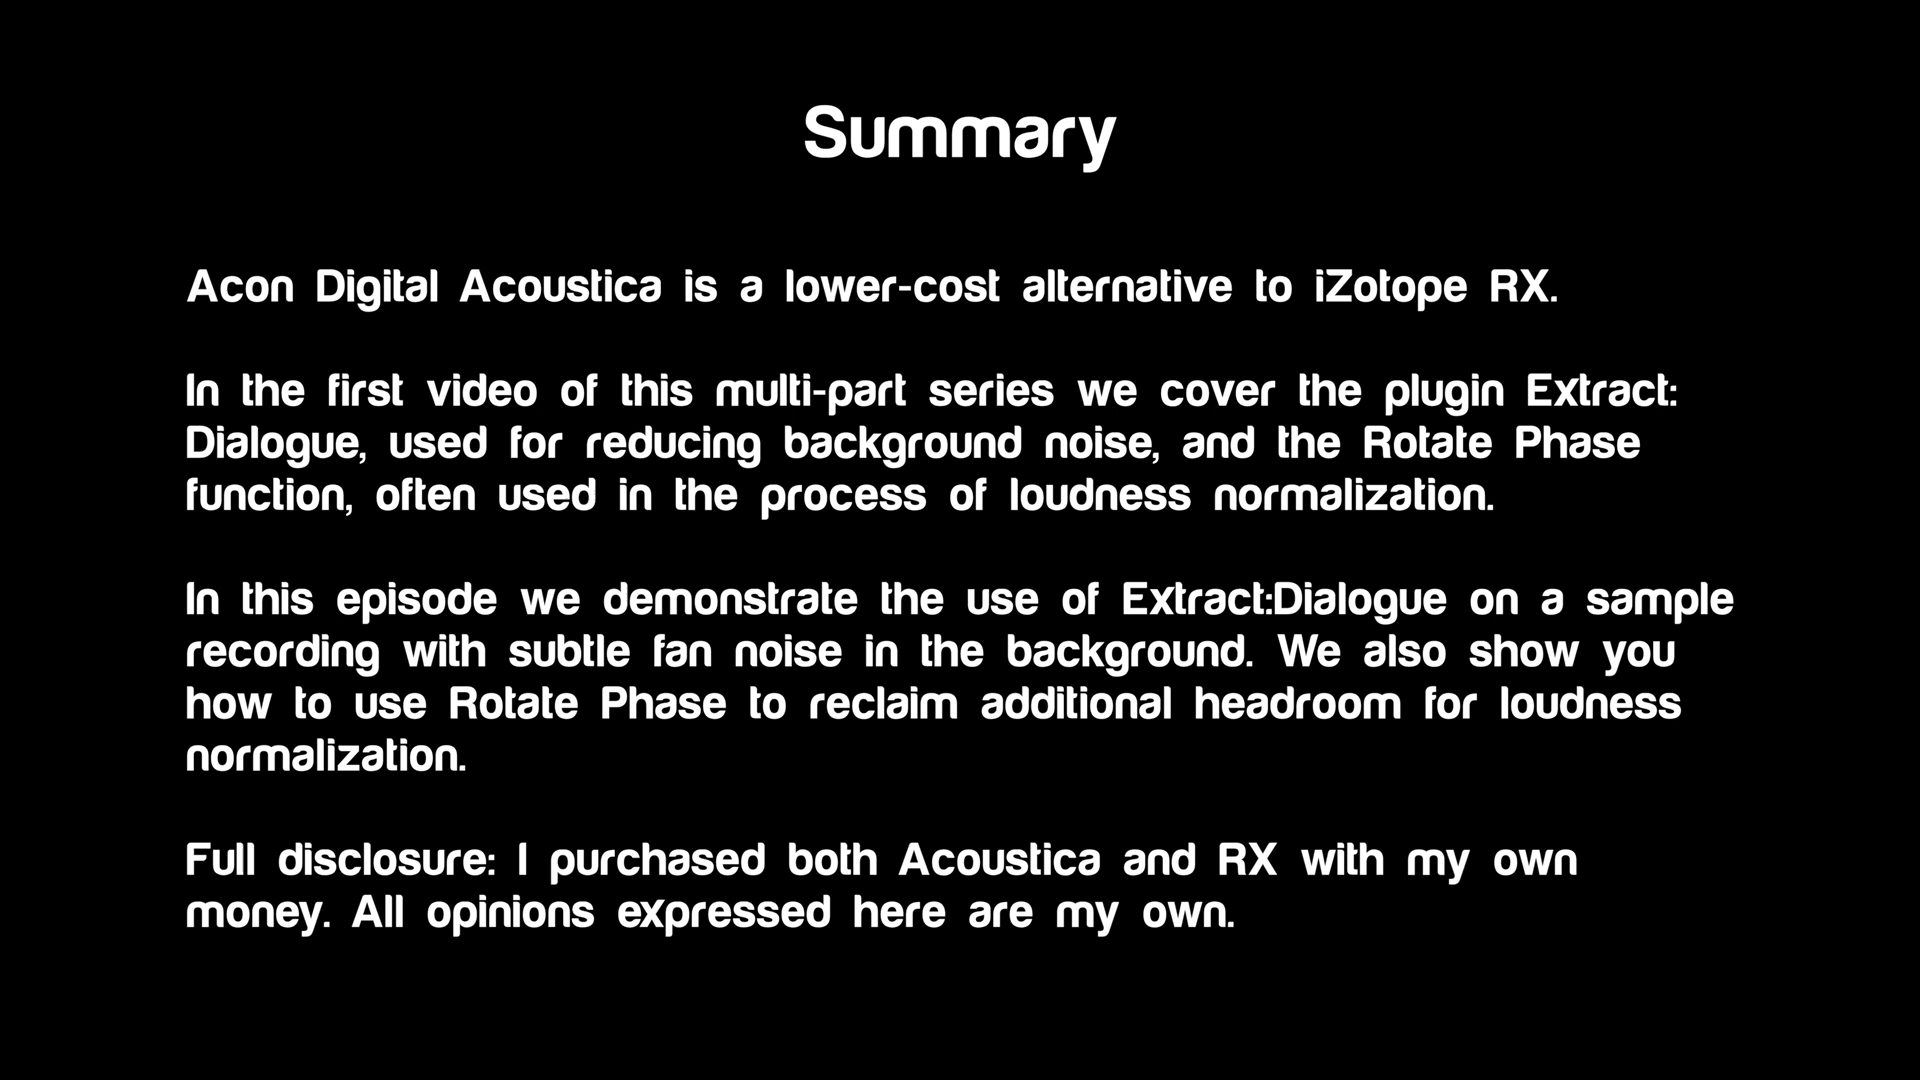 Summary
Acon Digital Acoustica is a lower-cost alternative to iZotope RX.
In the first video of this multi-part series we cover the plugin Extract:
Dialogue, used for reducing background noise, and the Rotate Phase
function, often used in the process of loudness normalization.
In this episode we demonstrate the use of Extract:Dialogue on a sample
recording with subtle fan noise in the background. We also show you
how to use Rotate Phase to reclaim additional headroom for loudness
normalization.
Full disclosure: I purchased both Acoustica and RX with my own
money. All opinions expressed here are my own.